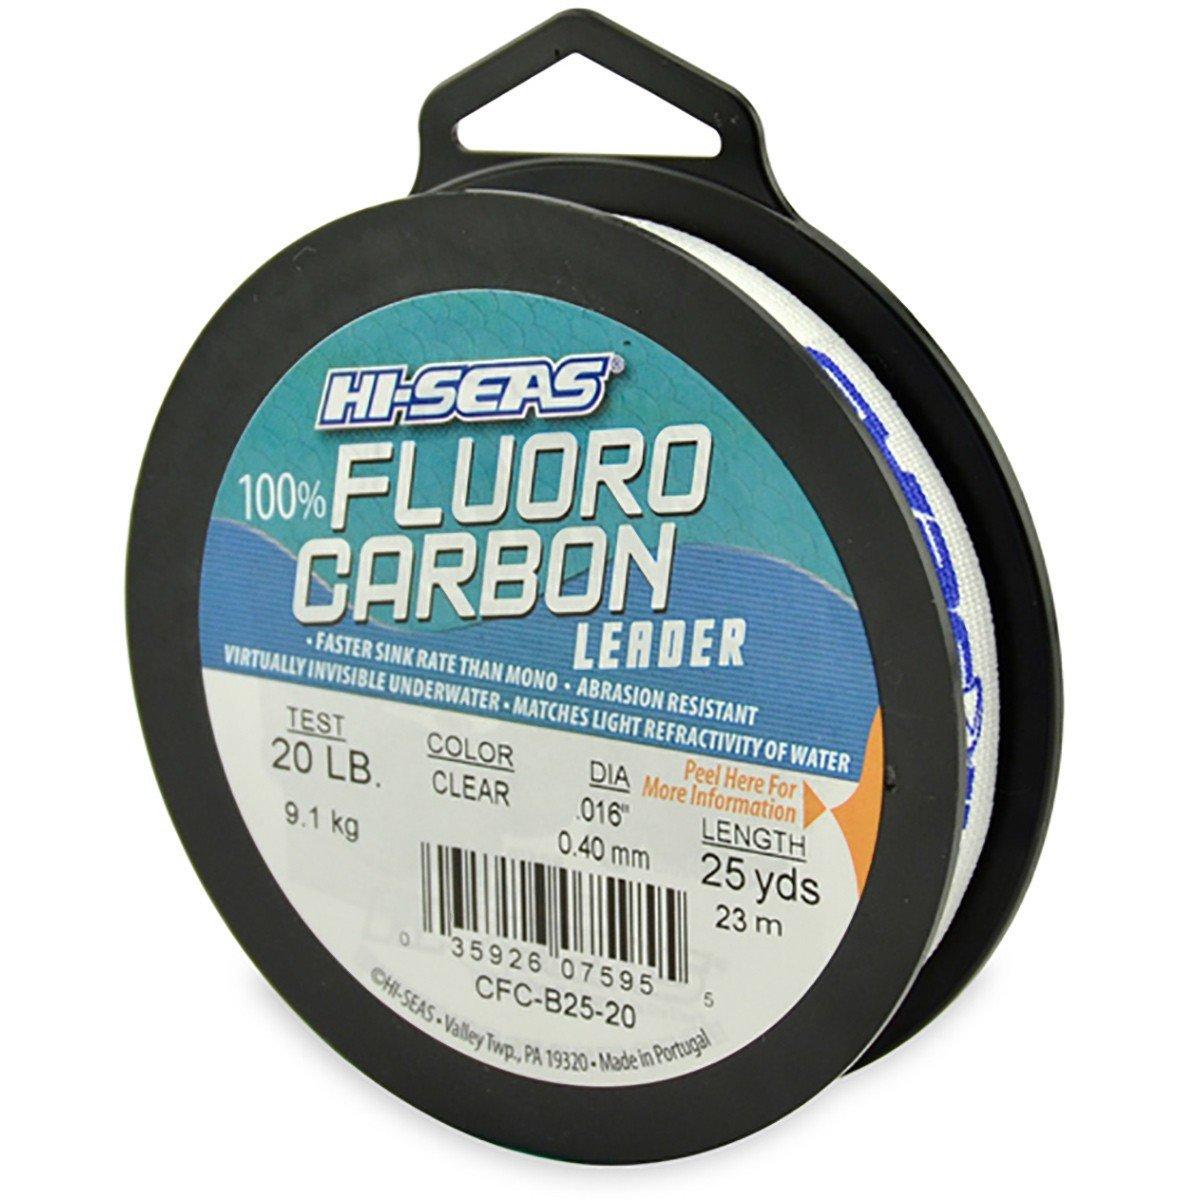 HI-SEAS®
100% FLUORO
CARBON
LEADER
• FASTER SINK RATE THAN MONO • ABRASION RESISTANT
VIRTUALLY INVISIBLE UNDERWATER • MATCHES LIGHT REFRACTIVITY OF WATER
TEST
20 LB.
9.1 kg
COLOR
CLEAR
DIA
.016"
0.40 mm
Peel Here For
More Information
LENGTH
25 yds
23 m
0 35926 07595 5
CFC-B25-20
©HI-SEAS • Valley Twp., PA 19320 • Made in Portugal